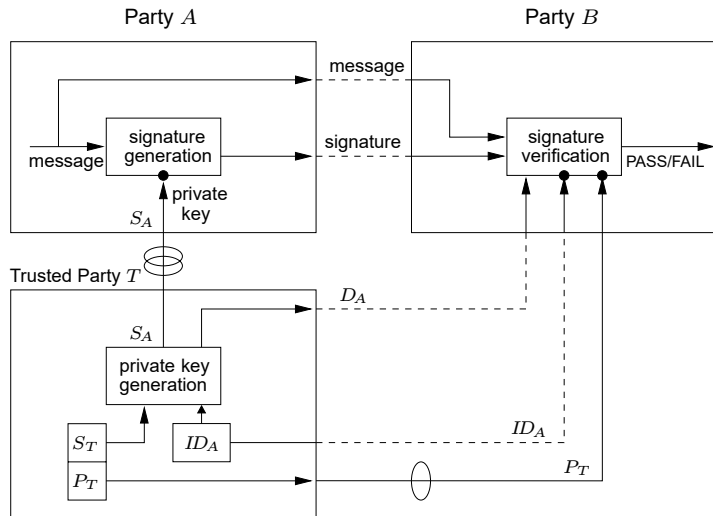 Party A
Party B
message
signature
generation
message
signature
signature
verification
PASS/FAIL
private
key
S_A
Trusted Party T
S_A
D_A
private key
generation
S_T
ID_A
ID_A
P_T
P_T